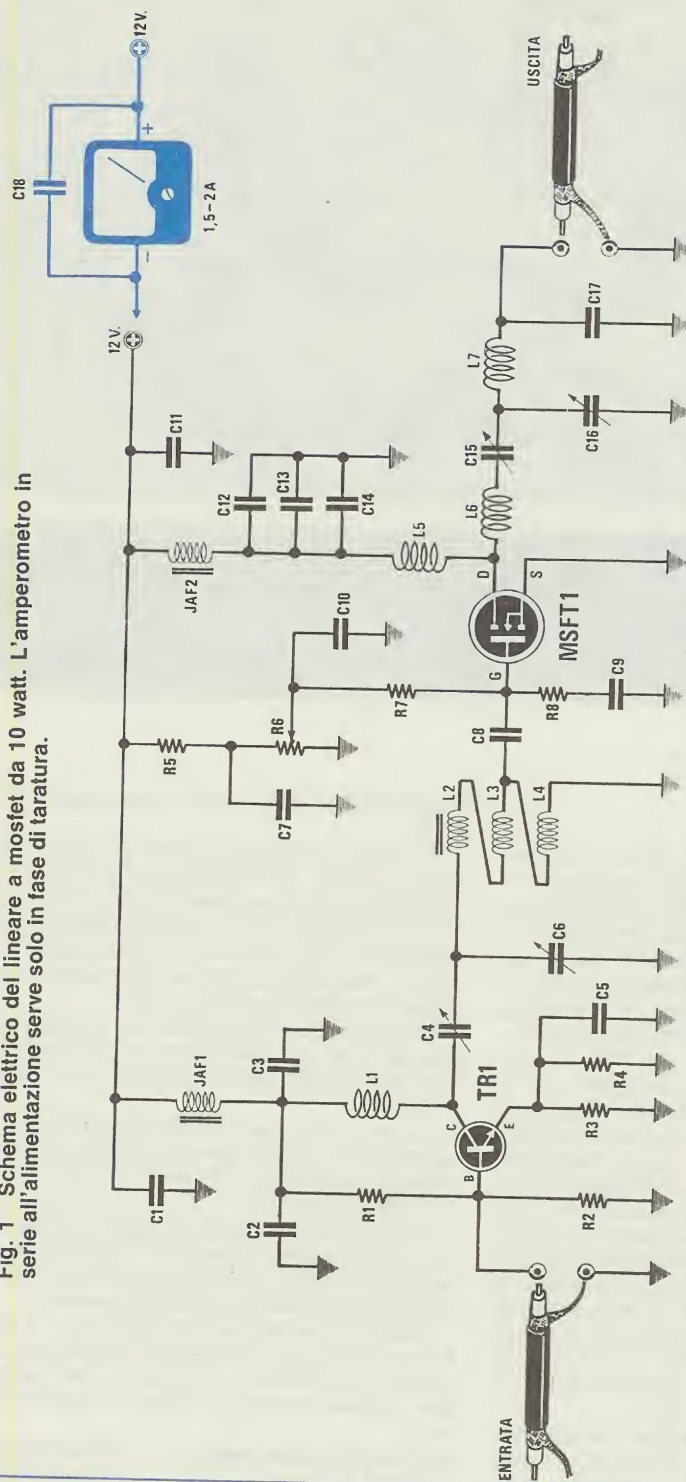 Fig. 1 Schema elettrico del lineare a mosfet da 10 watt. L'amperometro in
serie all'alimentazione serve solo in fase di taratura.
C18
12V.
+
-
1,5-2 A
12 V.
C1
JAF1
C3
C2
L1
R1
C4
TR1
B
C
E
R2
R3
R4
C5
C6
ENTRATA
R5
R6
C7
C10
R7
L2
L3
L4
C8
R8
C9
JAF2
C11
C12
C13
C14
L5
G
D
S
MSFT1
L6
C15
L7
C16
C17
USCITA